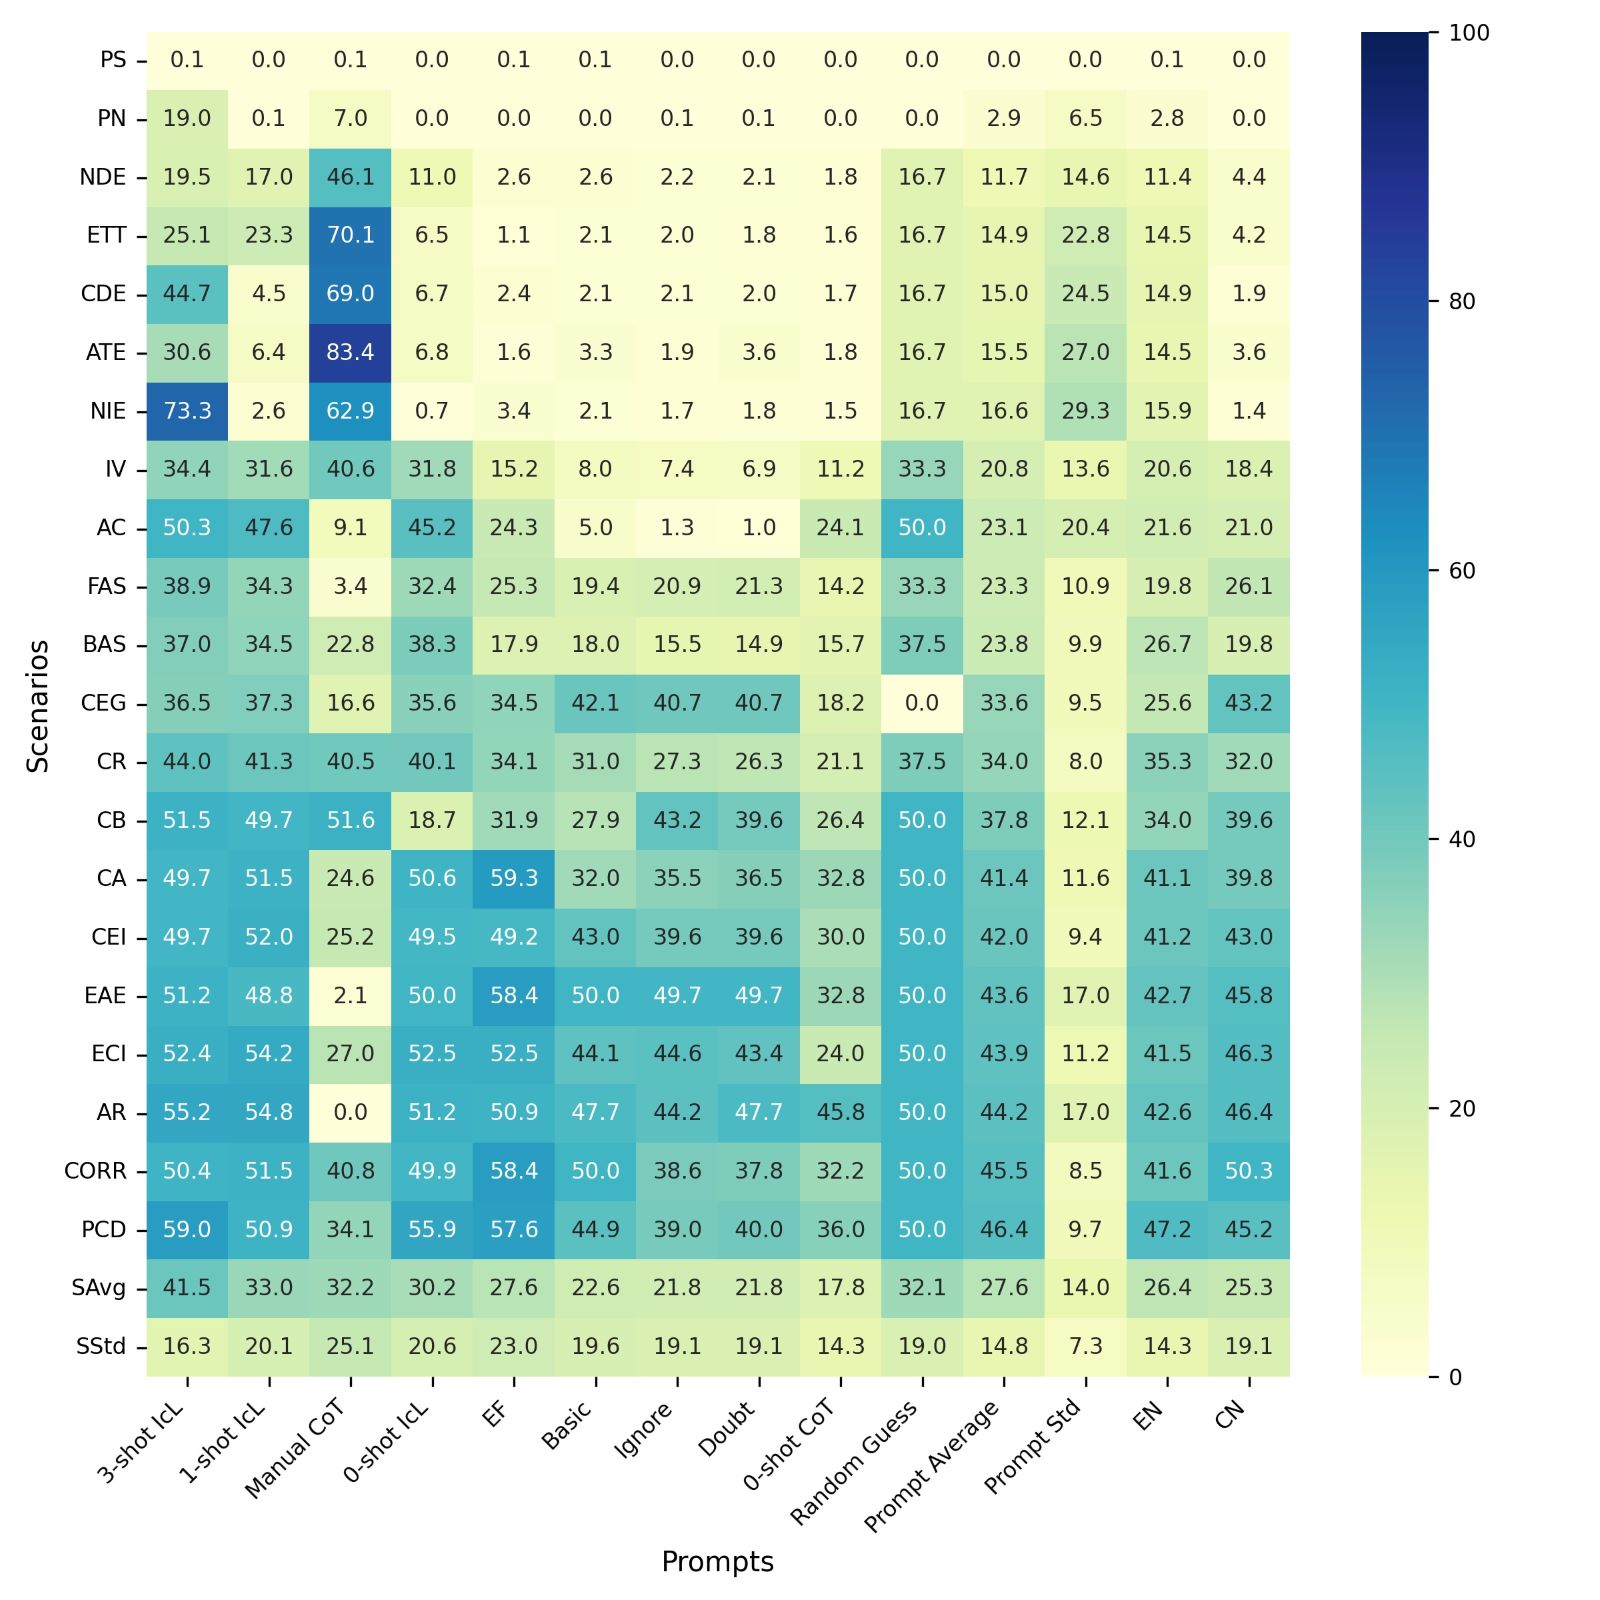 PS 0.1 0.0 0.1 0.0 0.1 0.1 0.0 0.0 0.0 0.0 0.0 0.0 0.1 0.0
PN 19.0 0.1 7.0 0.0 0.0 0.0 0.1 0.1 0.0 0.0 2.9 6.5 2.8 0.0
NDE 19.5 17.0 46.1 11.0 2.6 2.6 2.2 2.1 1.8 16.7 11.7 14.6 11.4 4.4
ETT 25.1 23.3 70.1 6.5 1.1 2.1 2.0 1.8 1.6 16.7 14.9 22.8 14.5 4.2
CDE 44.7 4.5 69.0 6.7 2.4 2.1 2.1 2.0 1.7 16.7 15.0 24.5 14.9 1.9
ATE 30.6 6.4 83.4 6.8 1.6 3.3 1.9 3.6 1.8 16.7 15.5 27.0 14.5 3.6
NIE 73.3 2.6 62.9 0.7 3.4 2.1 1.7 1.8 1.5 16.7 16.6 29.3 15.9 1.4
IV 34.4 31.6 40.6 31.8 15.2 8.0 7.4 6.9 11.2 33.3 20.8 13.6 20.6 18.4
AC 50.3 47.6 9.1 45.2 24.3 5.0 1.3 1.0 24.1 50.0 23.1 20.4 21.6 21.0
FAS 38.9 34.3 3.4 32.4 25.3 19.4 20.9 21.3 14.2 33.3 23.3 10.9 19.8 26.1
BAS 37.0 34.5 22.8 38.3 17.9 18.0 15.5 14.9 15.7 37.5 23.8 9.9 26.7 19.8
CEG 36.5 37.3 16.6 35.6 34.5 42.1 40.7 40.7 18.2 0.0 33.6 9.5 25.6 43.2
CR 44.0 41.3 40.5 40.1 34.1 31.0 27.3 26.3 21.1 37.5 34.0 8.0 35.3 32.0
CB 51.5 49.7 51.6 18.7 31.9 27.9 43.2 39.6 26.4 50.0 37.8 12.1 34.0 39.6
CA 49.7 51.5 24.6 50.6 59.3 32.0 35.5 36.5 32.8 50.0 41.4 11.6 41.1 39.8
CEI 49.7 52.0 25.2 49.5 49.2 43.0 39.6 39.6 30.0 50.0 42.0 9.4 41.2 43.0
EAE 51.2 48.8 2.1 50.0 58.4 50.0 49.7 49.7 32.8 50.0 43.6 17.0 42.7 45.8
ECI 52.4 54.2 27.0 52.5 52.5 44.1 44.6 43.4 24.0 50.0 43.9 11.2 41.5 46.3
AR 55.2 54.8 0.0 51.2 50.9 47.7 44.2 47.7 45.8 50.0 44.2 17.0 42.6 46.4
CORR 50.4 51.5 40.8 49.9 58.4 50.0 38.6 37.8 32.2 50.0 45.5 8.5 41.6 50.3
PCD 59.0 50.9 34.1 55.9 57.6 44.9 39.0 40.0 36.0 50.0 46.4 9.7 47.2 45.2
SAvg 41.5 33.0 32.2 30.2 27.6 22.6 21.8 21.8 17.8 32.1 27.6 14.0 26.4 25.3
SStd 16.3 20.1 25.1 20.6 23.0 19.6 19.1 19.1 14.3 19.0 14.8 7.3 14.3 19.1
Scenarios
3-shot IcL
1-shot IcL
Manual CoT
0-shot IcL
EF
Basic
Ignore
Doubt
0-shot CoT
Random Guess
Prompt Average
Prompt Std
EN
CN
Prompts
100
80
60
40
20
0